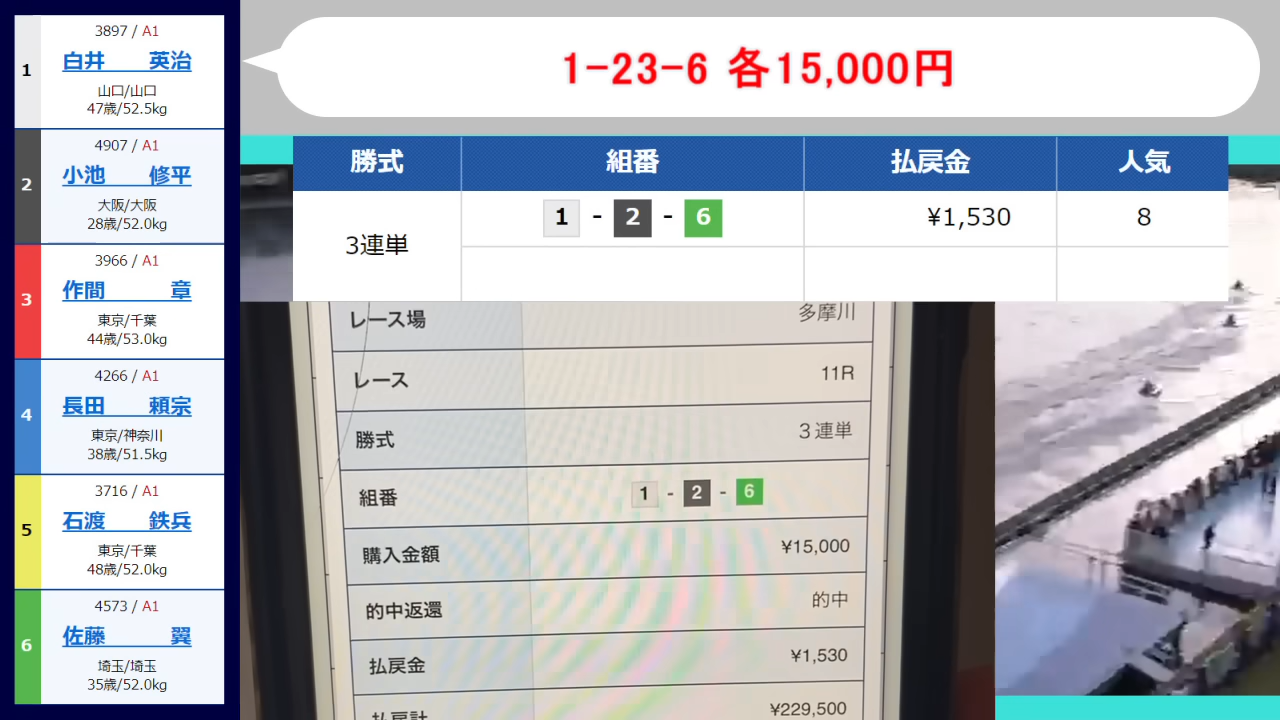 1
3897 / A1
白井 英治
山口/山口
47歳/52.5kg
2
4907 / A1
小池 修平
大阪/大阪
28歳/52.0kg
3
3966 / A1
作間 章
東京/千葉
44歳/53.0kg
4
4266 / A1
長田 頼宗
東京/神奈川
38歳/51.5kg
5
3716 / A1
石渡 鉄兵
東京/千葉
48歳/52.0kg
6
4573 / A1
佐藤 翼
埼玉/埼玉
35歳/52.0kg
1-23-6 各15,000円
勝式 組番 払戻金 人気
3連単 1 - 2 - 6 ¥1,530 8
レース場 多摩川
レース 11R
勝式 3連単
組番 1 - 2 - 6
購入金額 ¥15,000
的中返還 的中
払戻金 ¥1,530
払戻計 ¥229,500